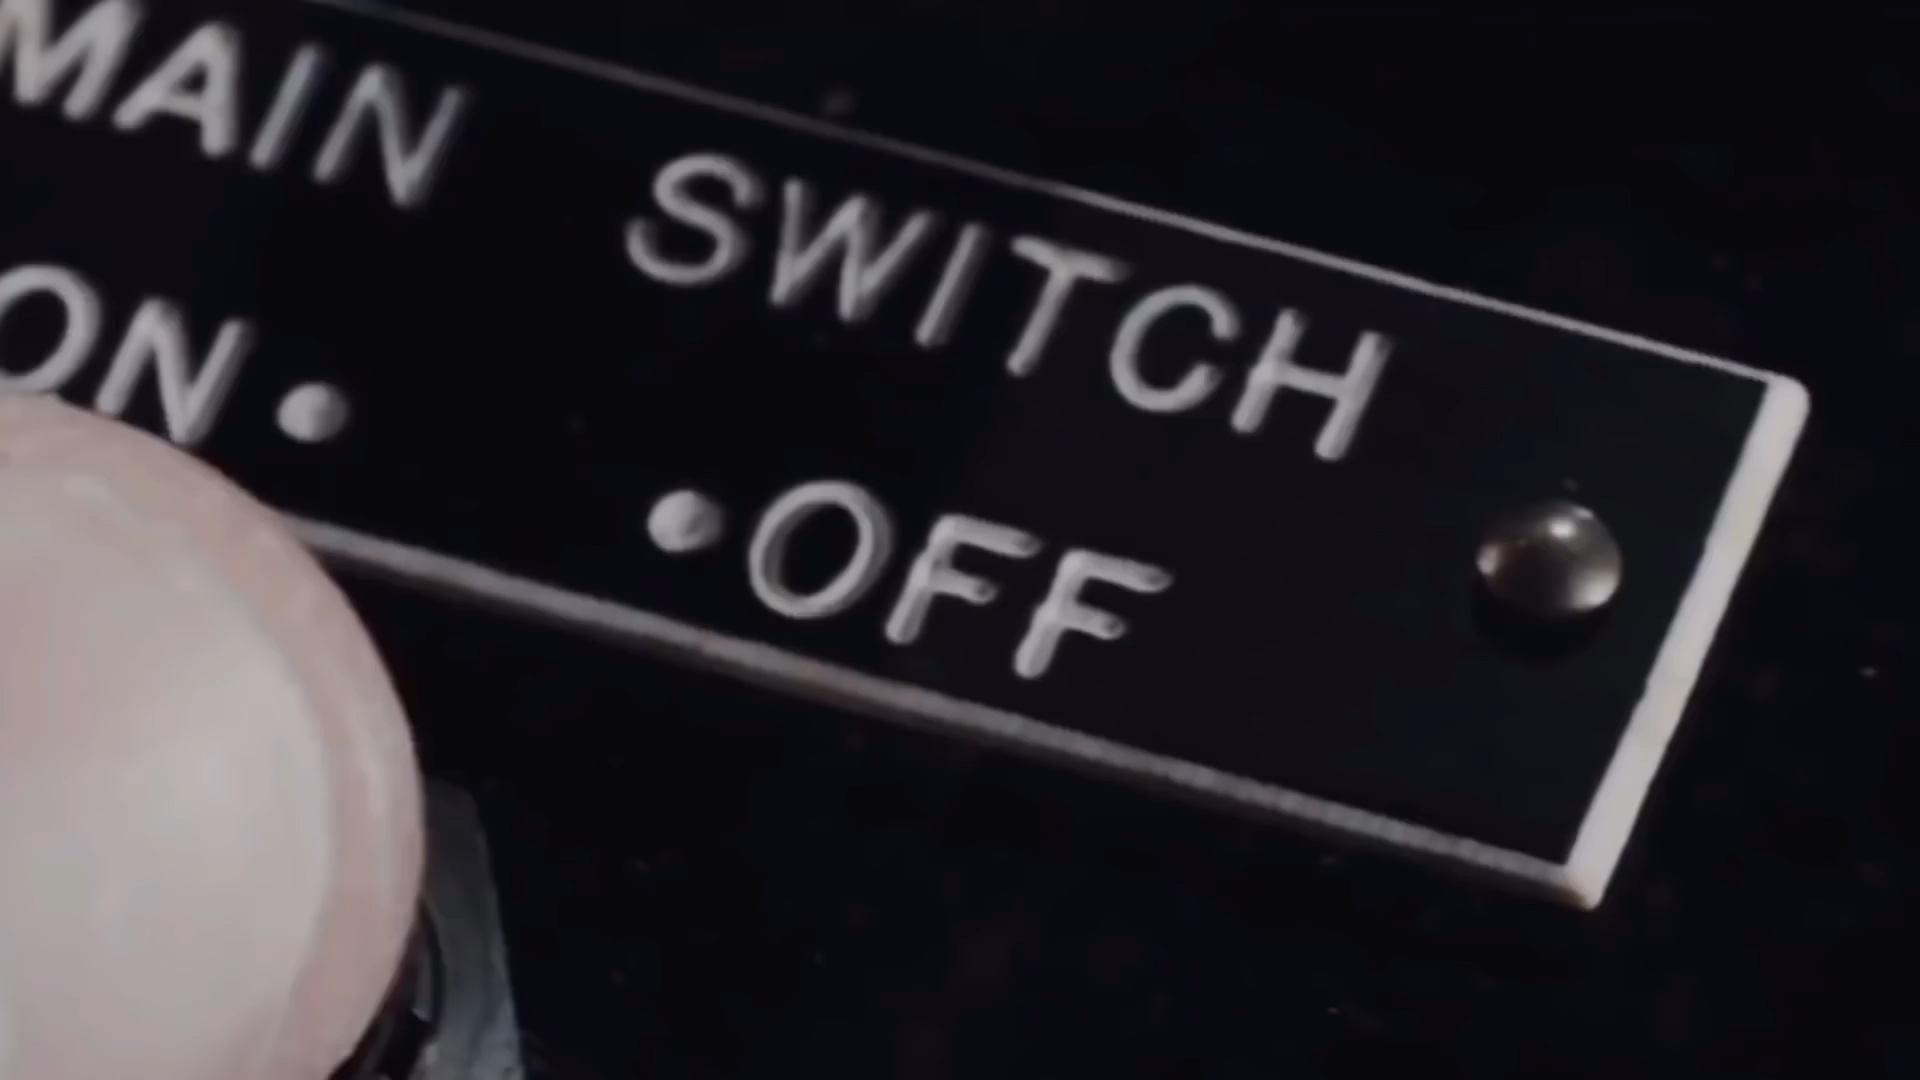 MAIN SWITCH
ON • • OFF